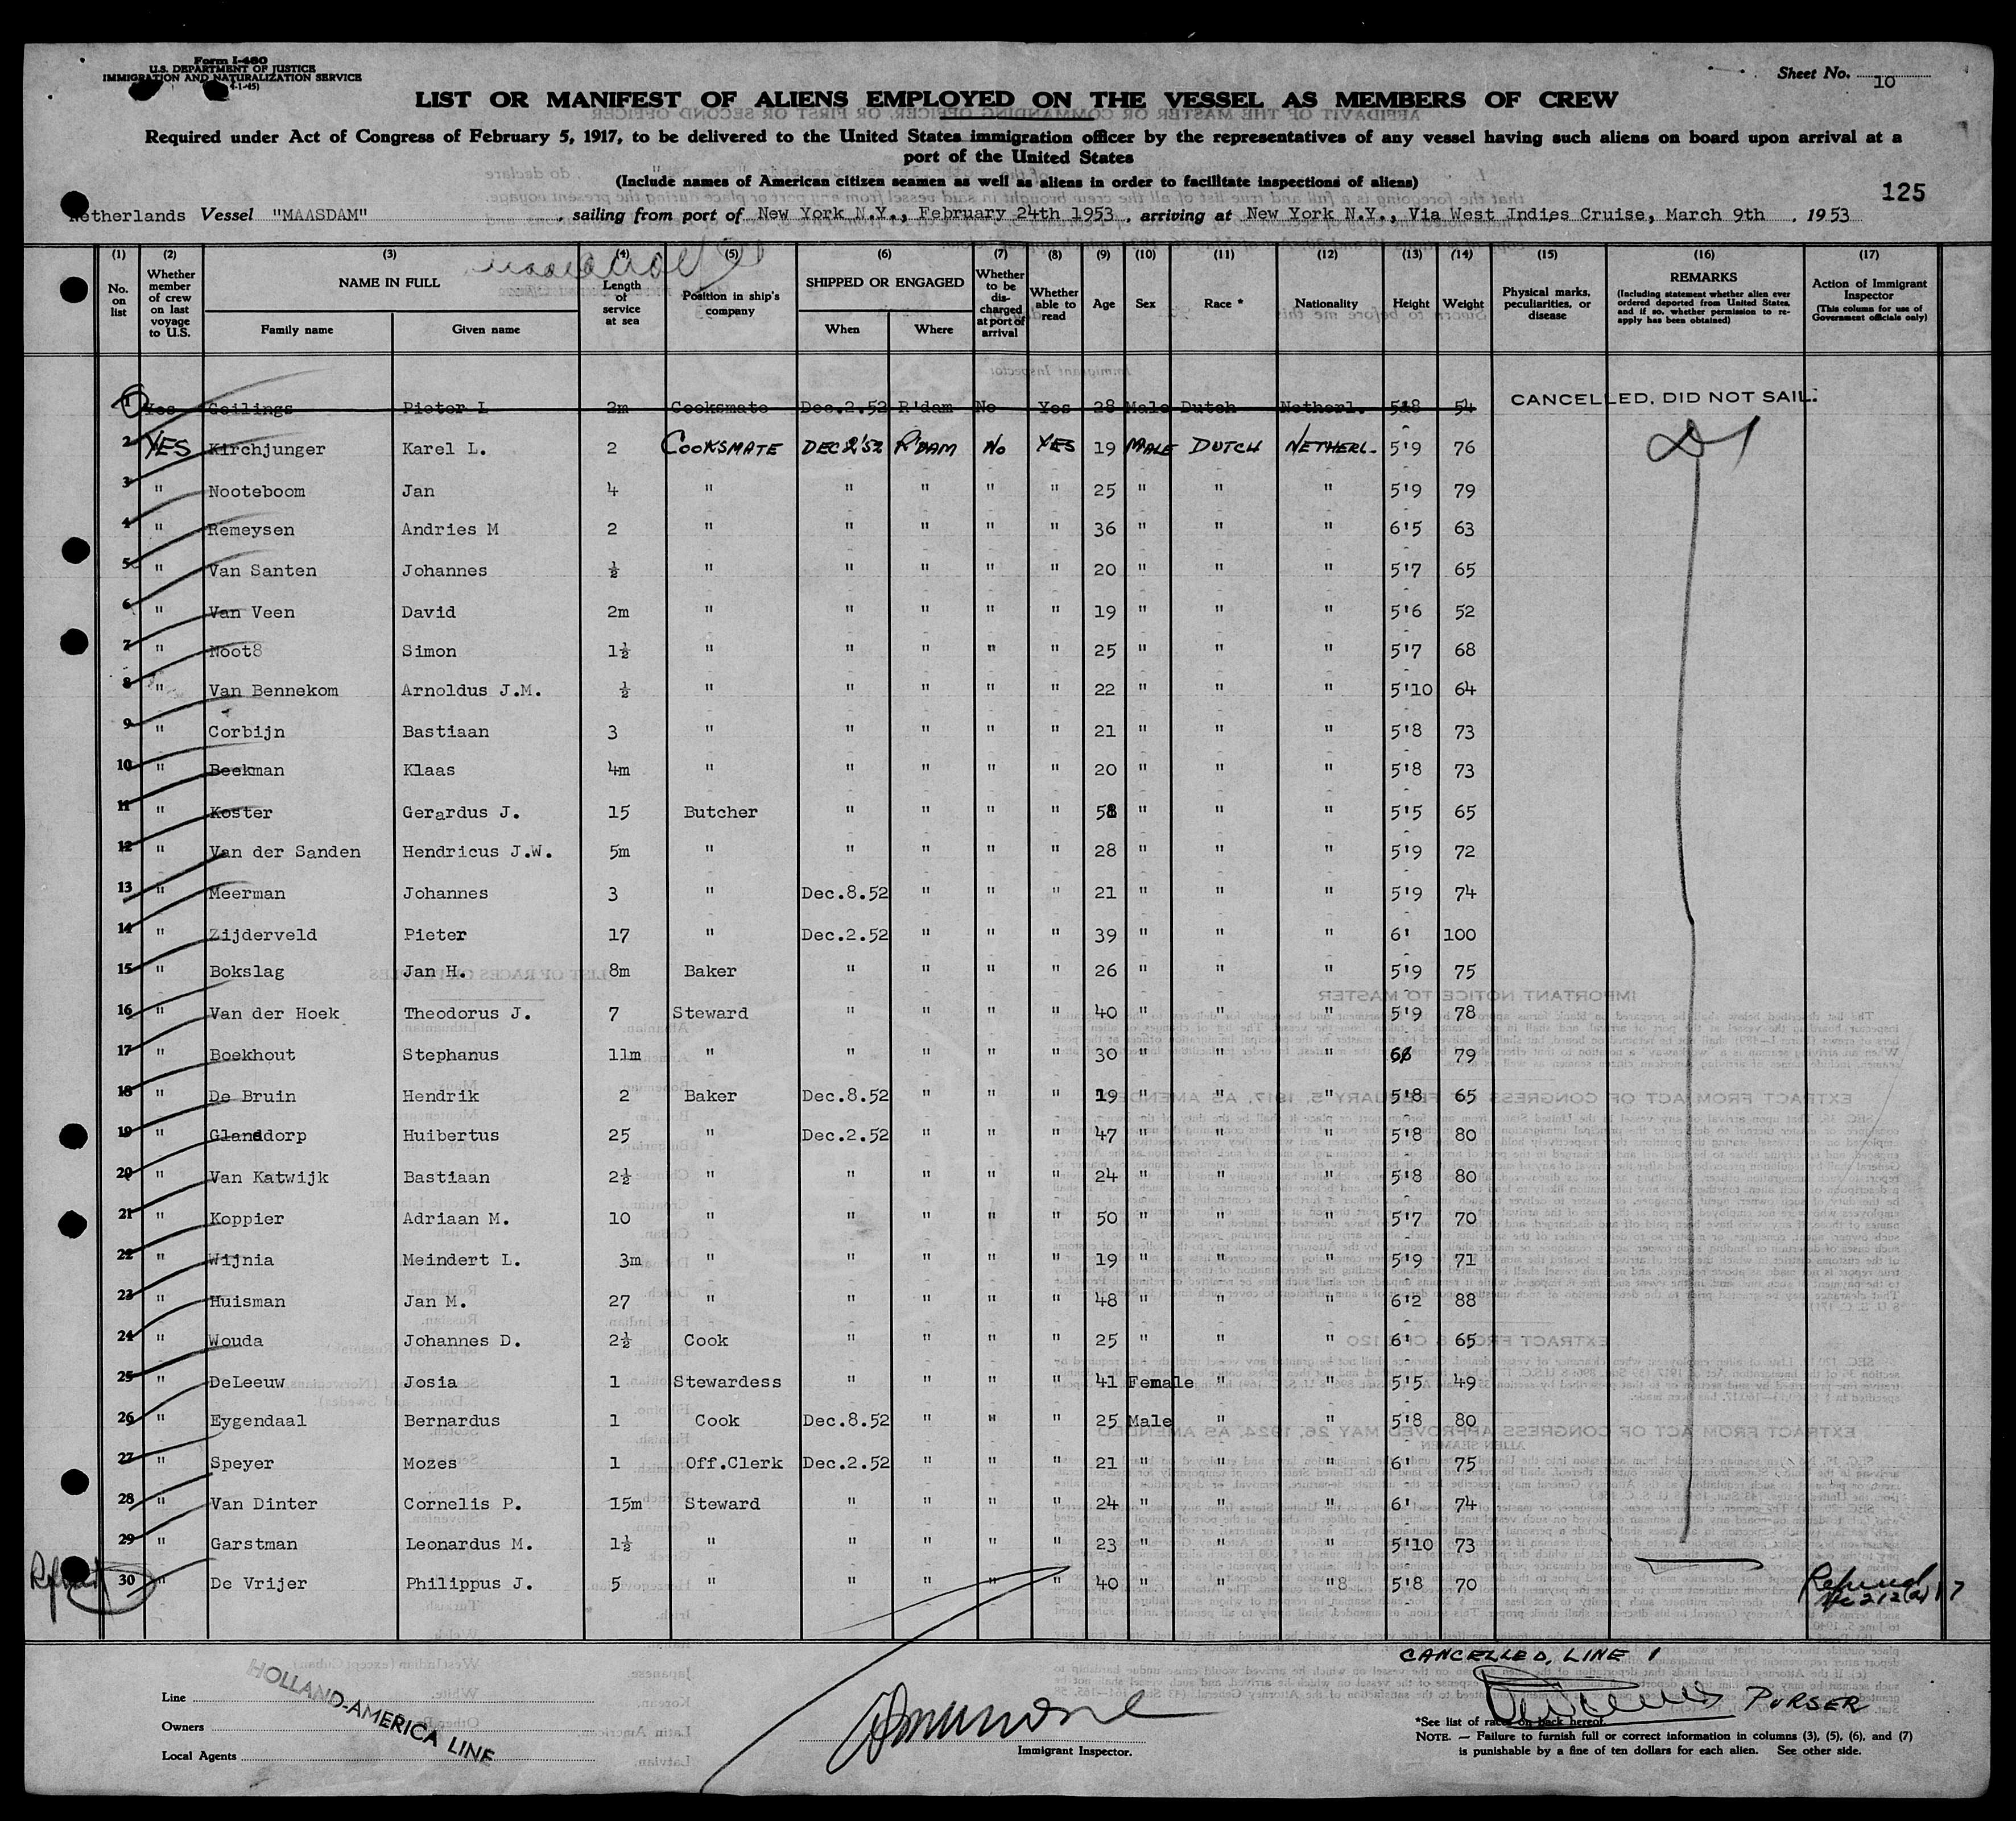 Form I-480
U.S. DEPARTMENT OF JUSTICE
IMMIGRATION AND NATURALIZATION SERVICE
Sheet No. 10
LIST OR MANIFEST OF ALIENS EMPLOYED ON THE VESSEL AS MEMBERS OF CREW
Required under Act of Congress of February 5, 1917, to be delivered to the United States immigration officer by the representatives of any vessel having such aliens on board upon arrival at a
port of the United States
(Include names of American citizen seamen as well as aliens in order to facilitate inspections of aliens)
125
Netherlands Vessel "MAASDAM" , sailing from port of New York N.Y., February 24th 1953 , arriving at New York N.Y., Via West Indies Cruise, March 9th , 1953
(1) (2) (3) (4) (5) (6) (7) (8) (9) (10) (11) (12) (13) (14) (15) (16) (17)
No. on list
Whether member of crew on last voyage to U.S.
NAME IN FULL
Family name Given name
Length of service at sea
Position in ship's company
SHIPPED OR ENGAGED
When Where
Whether to be discharged at port of arrival
Whether able to read
Age Sex Race * Nationality Height Weight
Physical marks, peculiarities, or disease
REMARKS
(Including statement whether alien ever ordered deported from United States, and if so, whether permission to reapply has been obtained)
Action of Immigrant Inspector
(This column for use of Government officials only)
1 Yes Geilings Pieter L 2m Cooksmate Dec.2.52 R'dam No Yes 28 Male Dutch Netherl. 5'8 54 CANCELLED, DID NOT SAIL.
2 YES Kirchjunger Karel L. 2 COOKSMATE DEC 2'52 R'DAM No YES 19 MALE DUTCH NETHERL. 5'9 76
3 " Nooteboom Jan 4 " " " " " 25 " " " 5'9 79
4 " Remeysen Andries M 2 " " " " " 36 " " " 6'5 63
5 " Van Santen Johannes ½ " " " " " 20 " " " 5'7 65
6 " Van Veen David 2m " " " " " 19 " " " 5'6 52
7 " Noot8 Simon 1½ " " " " " 25 " " " 5'7 68
8 " Van Bennekom Arnoldus J.M. ½ " " " " " 22 " " " 5'10 64
9 " Corbijn Bastiaan 3 " " " " " 21 " " " 5'8 73
10 " Beekman Klaas 4m " " " " " 20 " " " 5'8 73
11 " Koster Gerardus J. 15 Butcher " " " " 58 " " " 5'5 65
12 " Van der Sanden Hendricus J.W. 5m " " " " " 28 " " " 5'9 72
13 " Meerman Johannes 3 " Dec.8.52 " " " 21 " " " 5'9 74
14 " Zijderveld Pieter 17 " Dec.2.52 " " " 39 " " " 6' 100
15 " Bokslag Jan H. 8m Baker " " " " 26 " " " 5'9 75
16 " Van der Hoek Theodorus J. 7 Steward " " " " 40 " " " 5'9 78
17 " Boekhout Stephanus 11m " " " " " 30 " " " 79
18 " De Bruin Hendrik 2 Baker Dec.8.52 " " " 19 " " " 5'8 65
19 " Glanddorp Huibertus 25 " Dec.2.52 " " " 47 " " " 5'8 80
20 " Van Katwijk Bastiaan 2½ " " " " " 24 " " " 5'8 80
21 " Koppier Adriaan M. 10 " " " " " 50 " " " 5'7 70
22 " Wijnia Meindert L. 3m " " " " " 19 " " " 5'9 71
23 " Huisman Jan M. 27 " " " " " 48 " " " 6'2 88
24 " Wouda Johannes D. 2½ Cook " " " " 25 " " " 6' 65
25 " DeLeeuw Josia 1 Stewardess " " " " 41 Female " " 5'5 49
26 " Eygendaal Bernardus 1 Cook Dec.8.52 " " " 25 Male " " 5'8 80
27 " Speyer Mozes 1 Off.Clerk Dec.2.52 " " " 21 " " " 6' 75
28 " Van Dinter Cornelis P. 15m Steward " " " " 24 " " " 6' 74
29 " Garstman Leonardus M. 1½ " " " " " 23 " " " 5'10 73
30 " De Vrijer Philippus J. 5 " " " " " 40 " " "8 5'8 70 Refused
CANCELLED, LINE 1
PURSER
Line
Owners
Local Agents
HOLLAND-AMERICA LINE
Immigrant Inspector.
*See list of races on back hereof.
NOTE. — Failure to furnish full or correct information in columns (3), (5), (6), and (7)
is punishable by a fine of ten dollars for each alien. See other side.